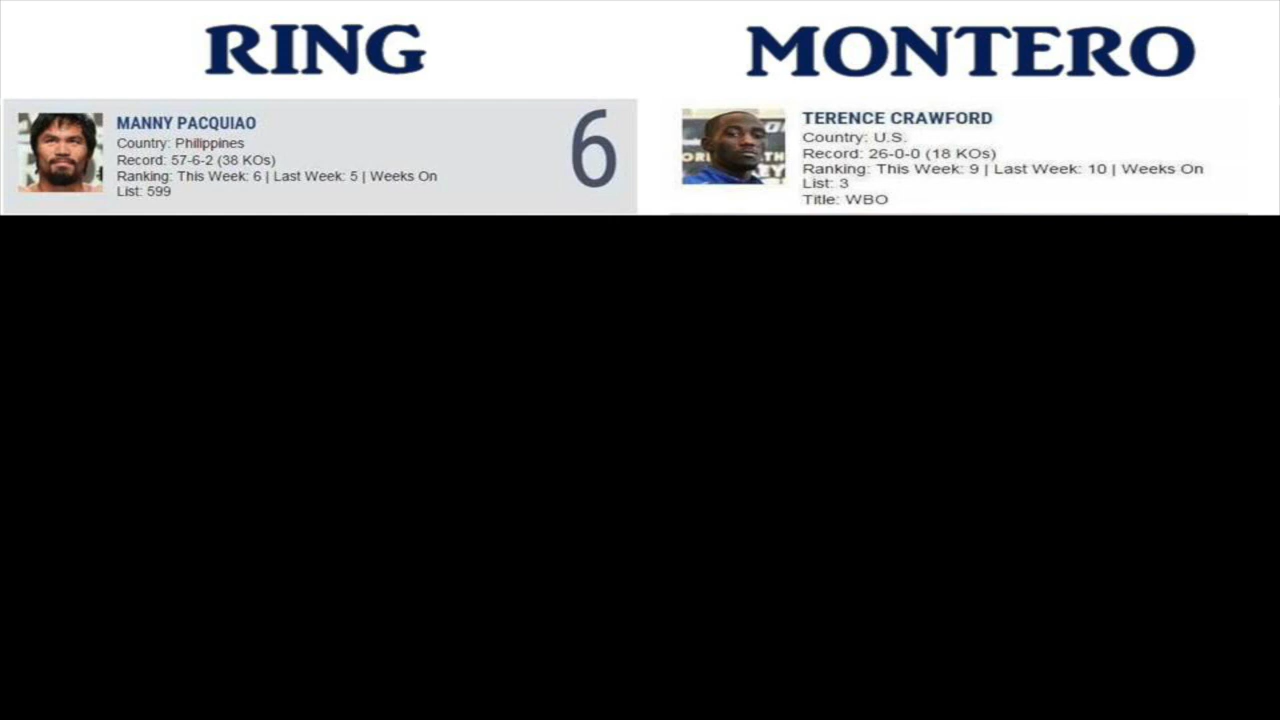 RING
MONTERO
MANNY PACQUIAO
Country: Philippines
Record: 57-6-2 (38 KOs)
Ranking: This Week: 6 | Last Week: 5 | Weeks On
List: 599
6
TERENCE CRAWFORD
Country: U.S.
Record: 26-0-0 (18 KOs)
Ranking: This Week: 9 | Last Week: 10 | Weeks On
List: 3
Title: WBO